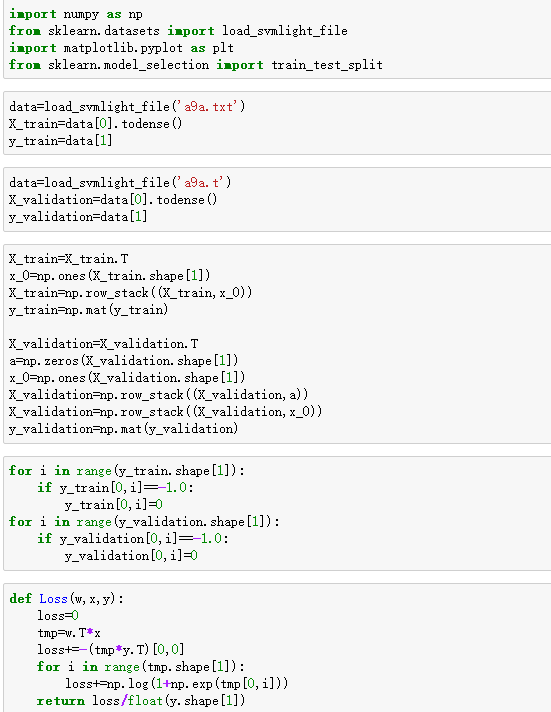 import numpy as np
from sklearn.datasets import load_svmlight_file
import matplotlib.pyplot as plt
from sklearn.model_selection import train_test_split
data=load_svmlight_file('a9a.txt')
X_train=data[0].todense()
y_train=data[1]
data=load_svmlight_file('a9a.t')
X_validation=data[0].todense()
y_validation=data[1]
X_train=X_train.T
x_0=np.ones(X_train.shape[1])
X_train=np.row_stack((X_train,x_0))
y_train=np.mat(y_train)
X_validation=X_validation.T
a=np.zeros(X_validation.shape[1])
x_0=np.ones(X_validation.shape[1])
X_validation=np.row_stack((X_validation,a))
X_validation=np.row_stack((X_validation,x_0))
y_validation=np.mat(y_validation)
for i in range(y_train.shape[1]):
    if y_train[0,i]==-1.0:
        y_train[0,i]=0
for i in range(y_validation.shape[1]):
    if y_validation[0,i]==-1.0:
        y_validation[0,i]=0
def Loss(w,x,y):
    loss=0
    tmp=w.T*x
    loss+=-(tmp*y.T)[0,0]
    for i in range(tmp.shape[1]):
        loss+=np.log(1+np.exp(tmp[0,i]))
    return loss/float(y.shape[1])